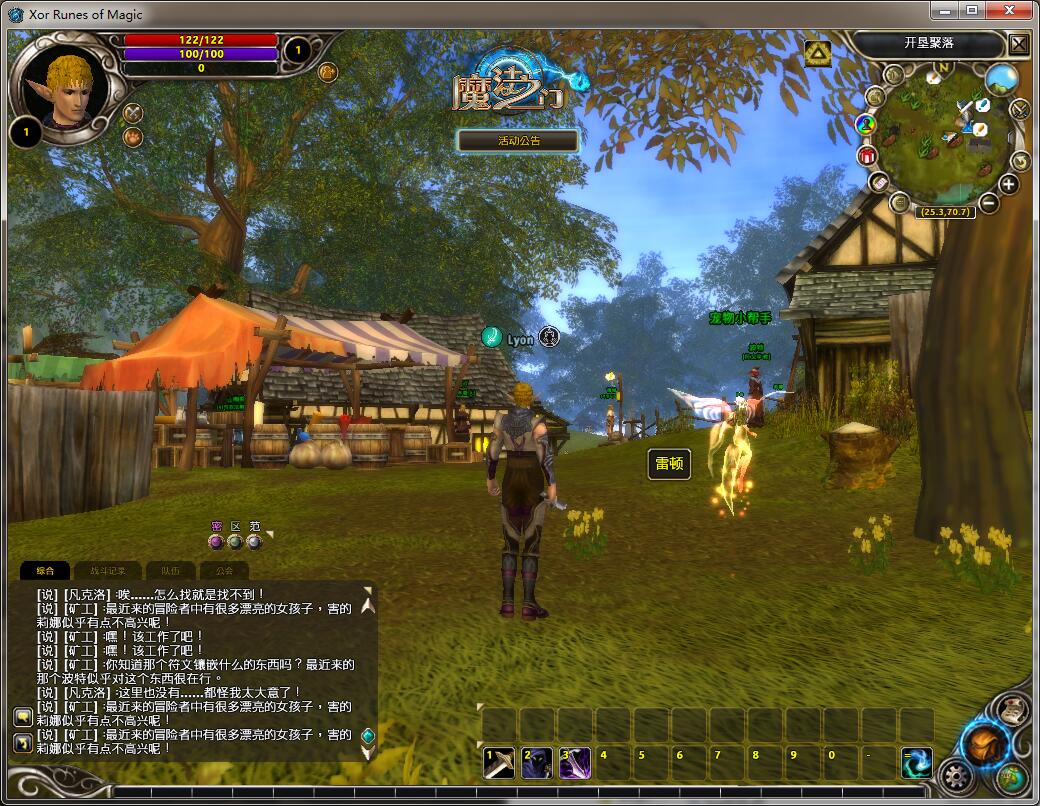 Xor Runes of Magic
122/122
100/100
0
1
1
魔法之门
活动公告
开垦聚落
N
(25.3,70.7)
宠物小帮手
Lyon
雷顿
密 区 范
综合 战斗记录 队伍 公会
[说] [凡克洛] :唉......怎么找就是找不到！
[说] [矿工] :最近来的冒险者中有很多漂亮的女孩子，害的
莉娜似乎有点不高兴呢！
[说] [矿工] :嘿！该工作了吧！
[说] [矿工] :嘿！该工作了吧！
[说] [矿工] :你知道那个符文镶嵌什么的东西吗？最近来的
那个波特似乎对这个东西很在行。
[说] [凡克洛] :这里也没有......都怪我太大意了！
[说] [矿工] :最近来的冒险者中有很多漂亮的女孩子，害的
莉娜似乎有点不高兴呢！
[说] [矿工] :最近来的冒险者中有很多漂亮的女孩子，害的
莉娜似乎有点不高兴呢！
1 2 3 4 5 6 7 8 9 0 - =